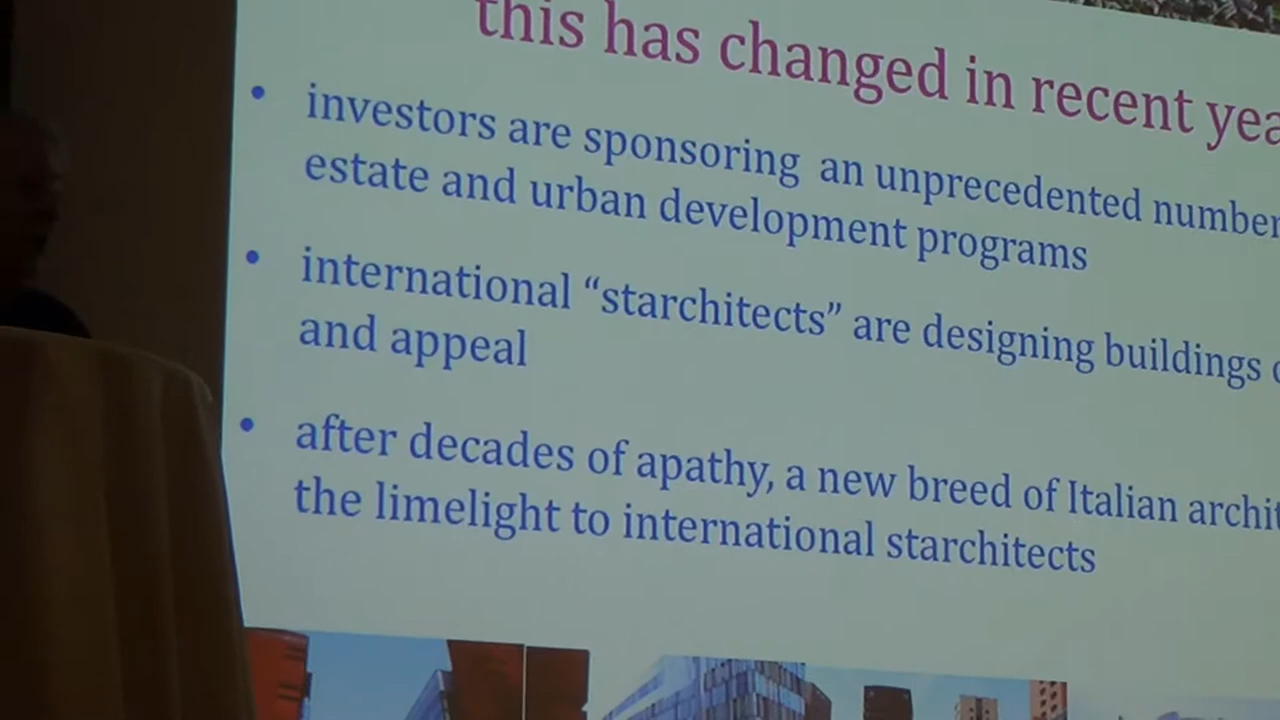 this has changed in recent yea
• investors are sponsoring an unprecedented number
estate and urban development programs
• international “starchitects” are designing buildings
and appeal
• after decades of apathy, a new breed of Italian archit
the limelight to international starchitects